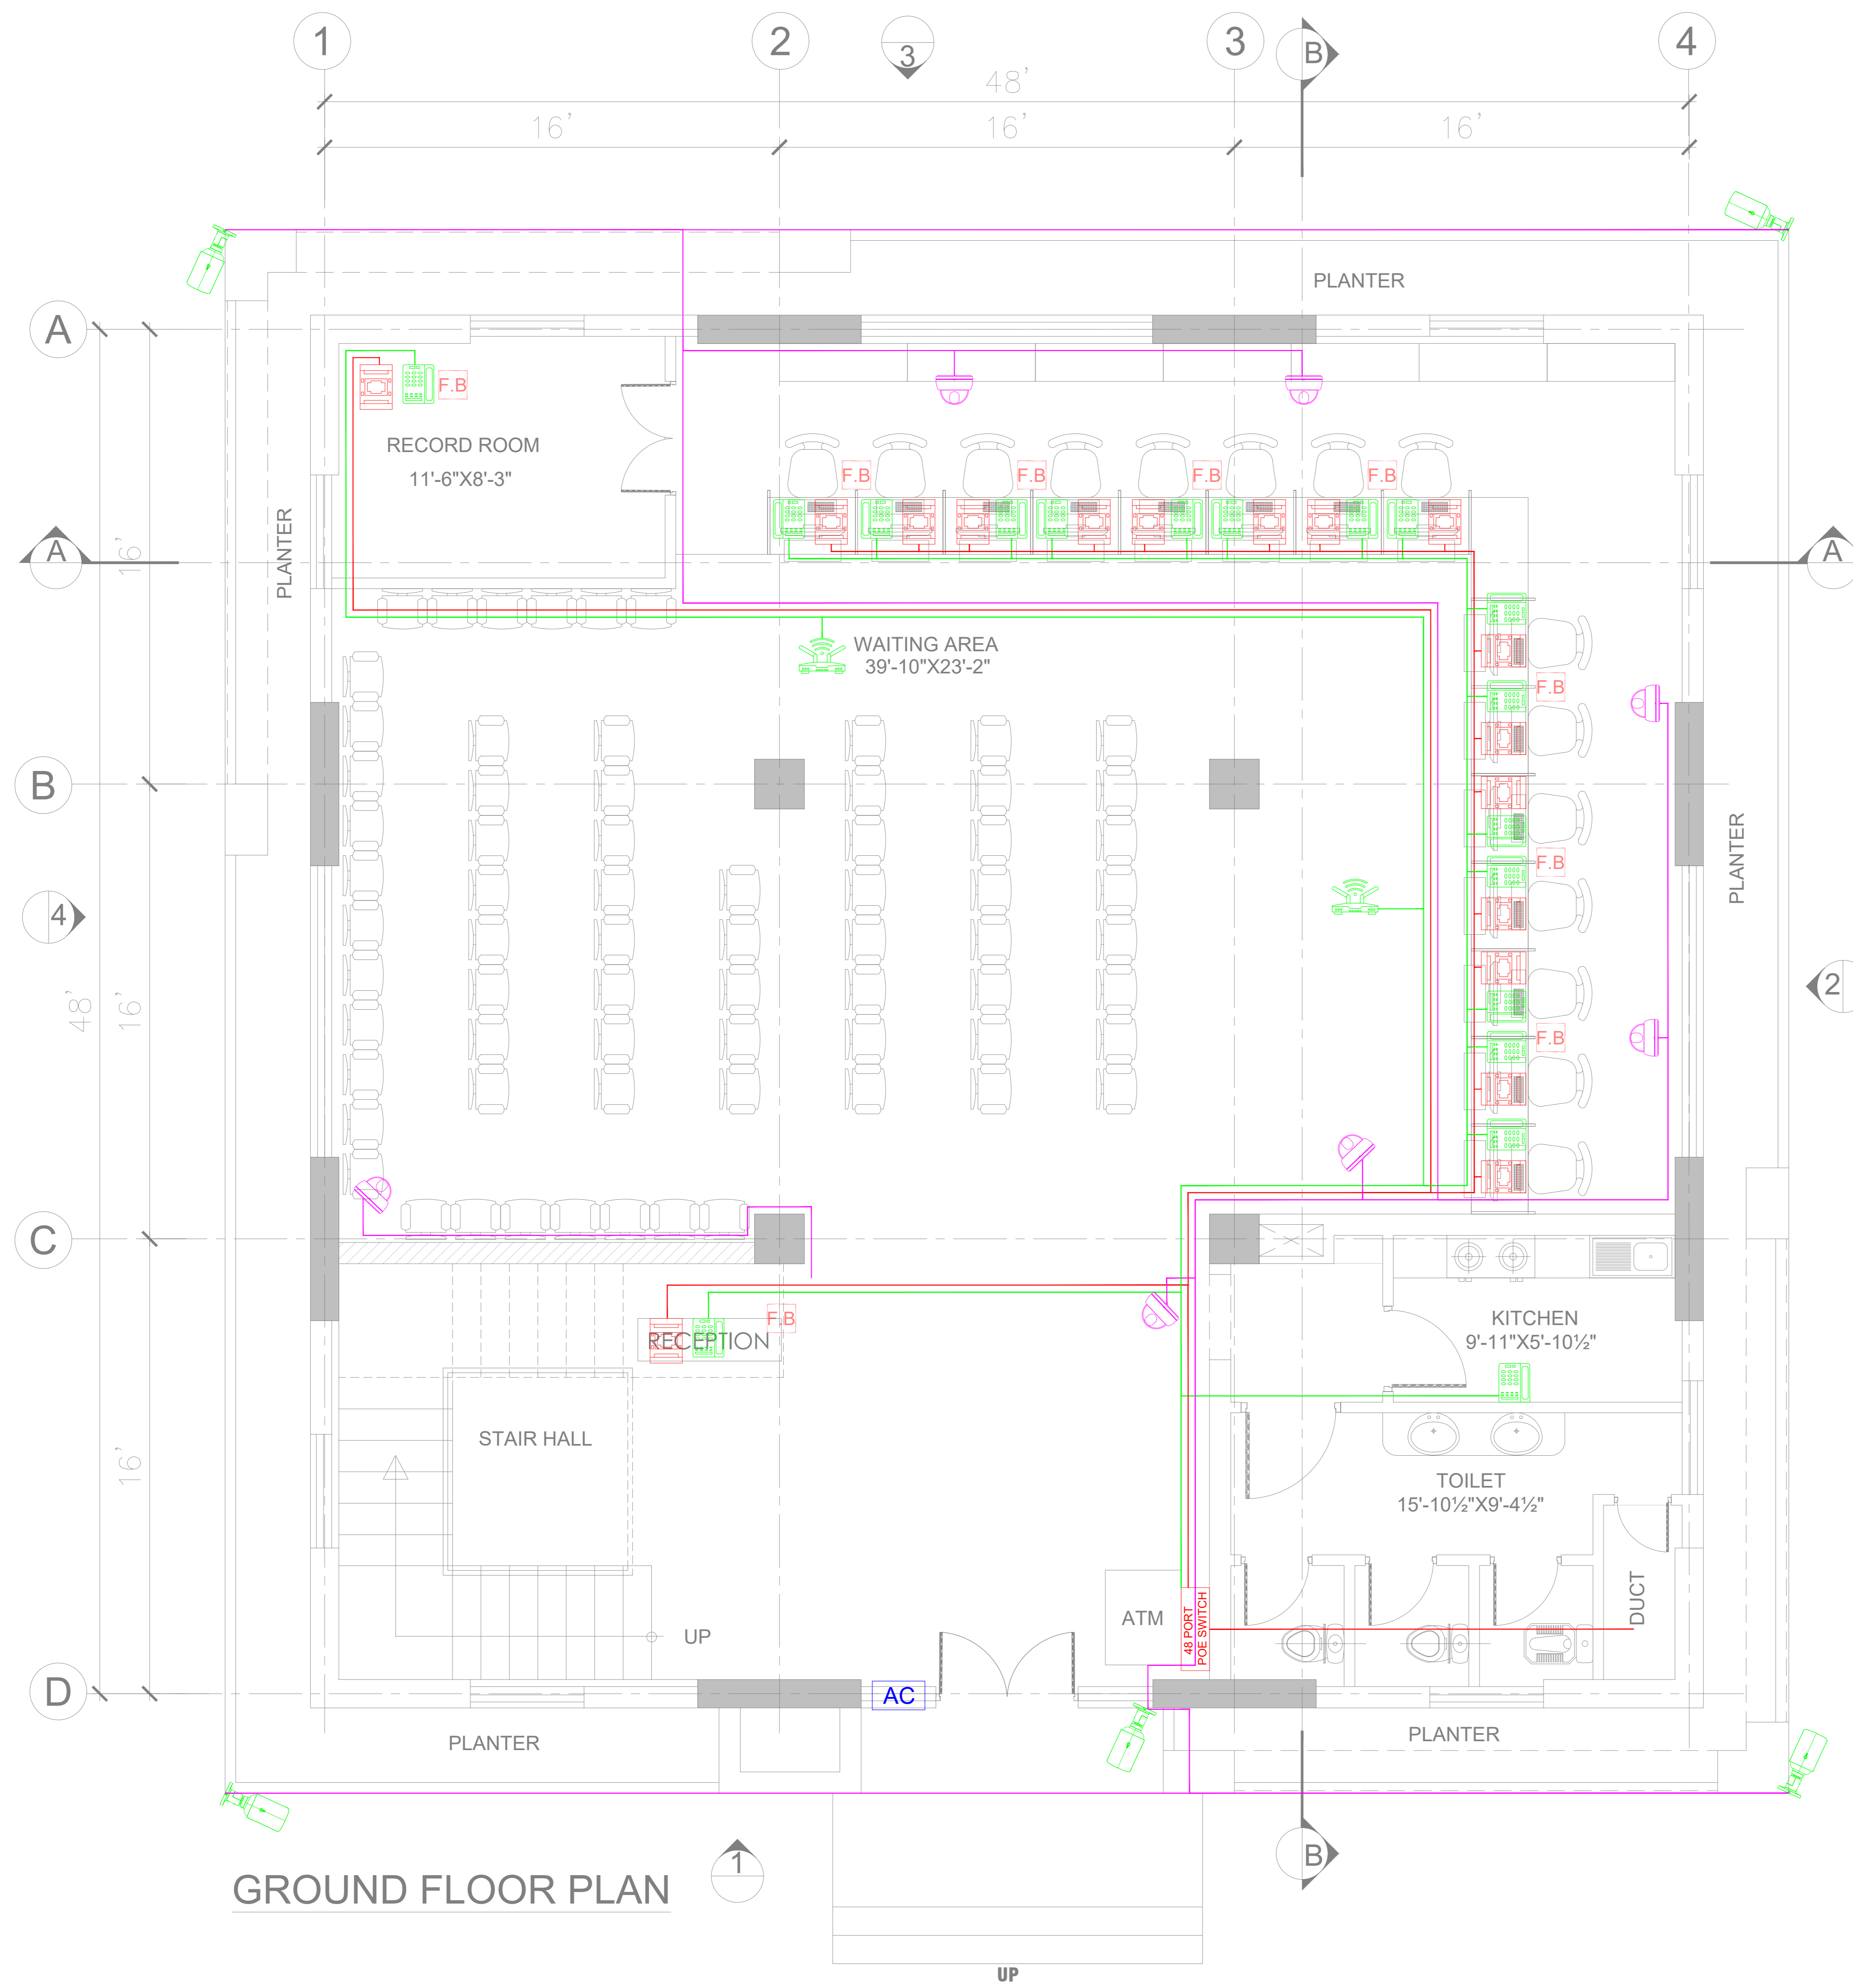 1
2
3
B
4
3
48'
16'
16'
16'
PLANTER
A
F.B
RECORD ROOM
11'-6"X8'-3"
F.B
F.B
F.B
F.B
PLANTER
A
16'
A
WAITING AREA
39'-10"X23'-2"
F.B
B
F.B
PLANTER
4
48'
16'
2
F.B
C
F.B
RECEPTION
KITCHEN
9'-11"X5'-10½"
STAIR HALL
16'
TOILET
15'-10½"X9'-4½"
DUCT
ATM
48 PORT
POE SWITCH
UP
D
AC
PLANTER
PLANTER
1
B
GROUND FLOOR PLAN
UP